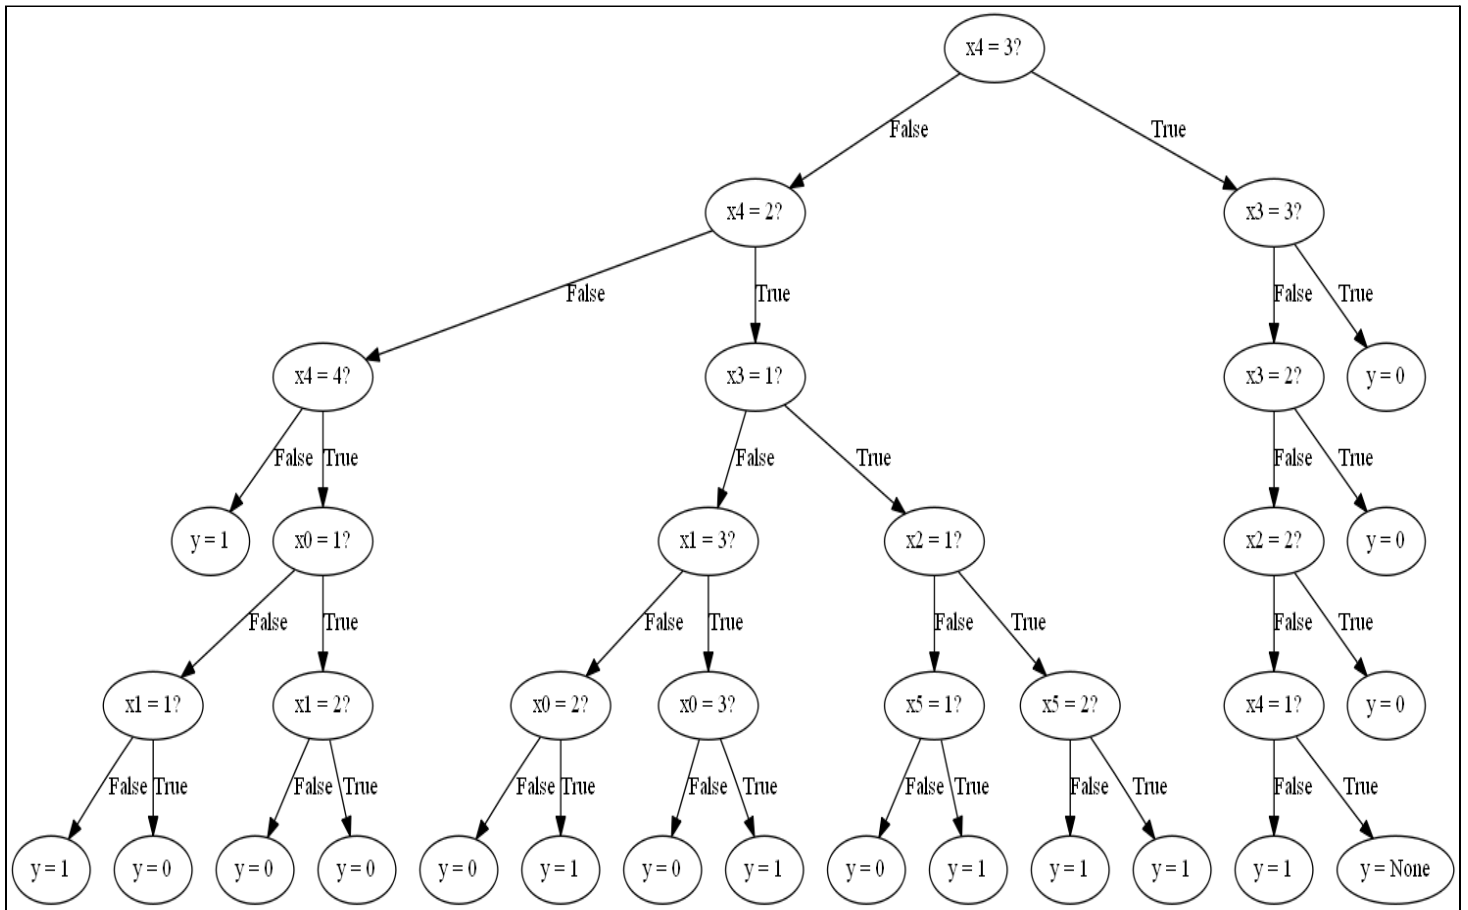 x4 = 3?
False
True
x4 = 2?
x3 = 3?
False
True
False
True
x4 = 4?
x3 = 1?
x3 = 2?
y = 0
False
True
False
True
False
True
y = 1
x0 = 1?
x1 = 3?
x2 = 1?
x2 = 2?
y = 0
False
True
False
True
False
True
False
True
x1 = 1?
x1 = 2?
x0 = 2?
x0 = 3?
x5 = 1?
x5 = 2?
x4 = 1?
y = 0
False
True
False
True
False
True
False
True
False
True
False
True
False
True
y = 1
y = 0
y = 0
y = 0
y = 0
y = 1
y = 0
y = 1
y = 0
y = 1
y = 1
y = 1
y = 1
y = None